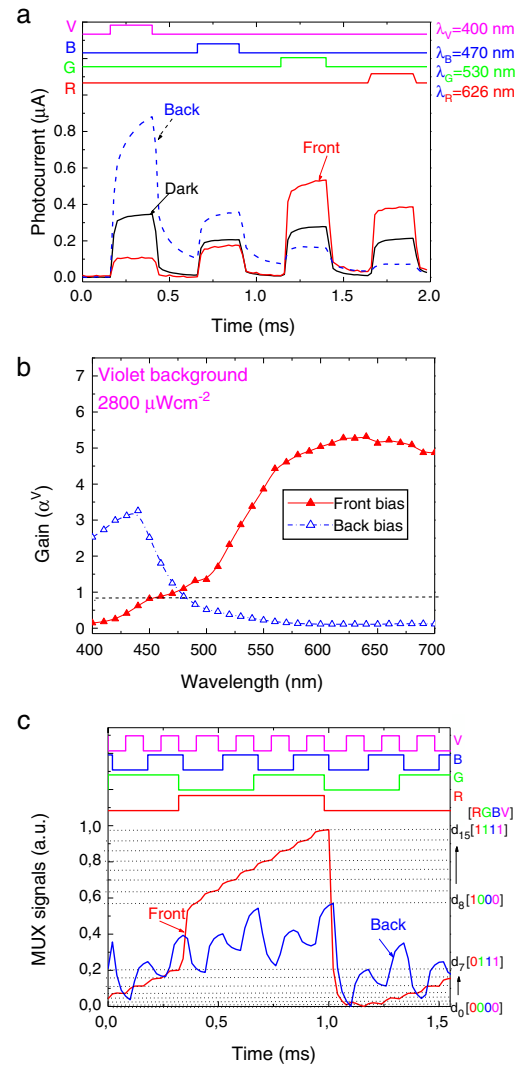 a
V
B
G
R
λV=400 nm
λB=470 nm
λG=530 nm
λR=626 nm
Photocurrent (μA)
0.8
0.6
0.4
0.2
0.0
Back
Dark
Front
0.0 0.5 1.0 1.5 2.0
Time (ms)
b
Violet background
2800 μWcm-2
Gain (αV)
7
6
5
4
3
2
1
0
Front bias
Back bias
400 450 500 550 600 650 700
Wavelength (nm)
c
V
B
G
R
[RGBV]
d15[1111]
d8[1000]
d7[0111]
d0[0000]
MUX signals (a.u.)
1,0
0,8
0,6
0,4
0,2
0,0
Front
Back
0,0 0,5 1,0 1,5
Time (ms)